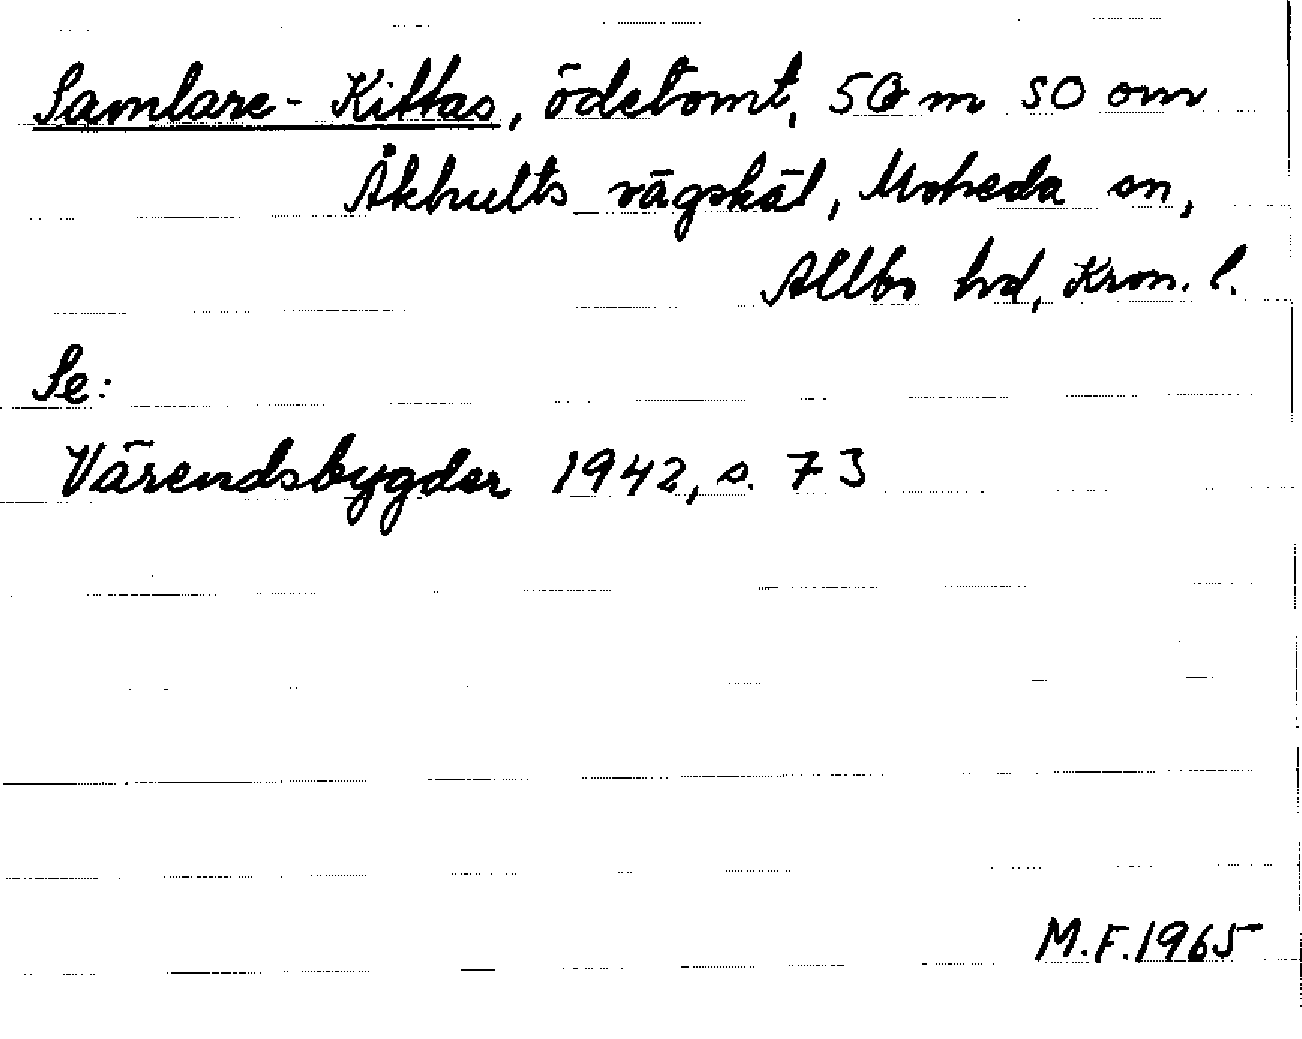 Samlare-Kittas, ödetomt, 50 m SO om
Åkhults vägskäl, Moheda sn,
Allbo hd, Kron. l.
Se:
Värendsbygder 1942, s. 73
M.F.1965